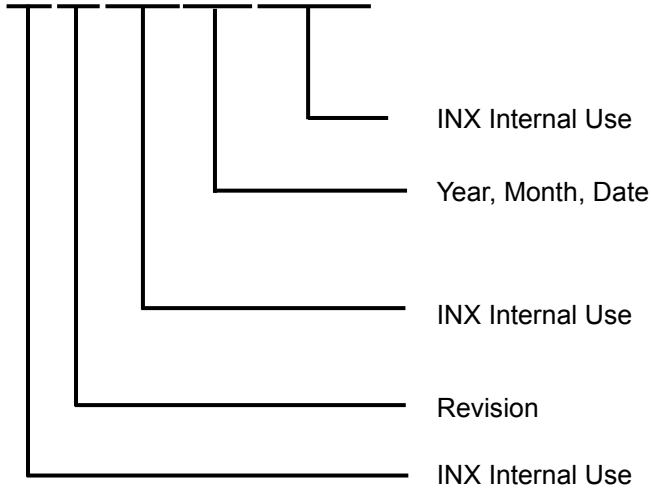 INX Internal Use
Year, Month, Date
INX Internal Use
Revision
INX Internal Use